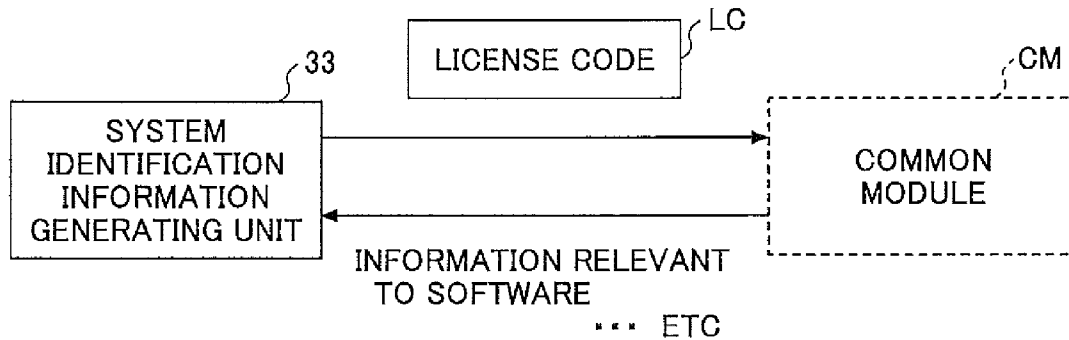 LC
LICENSE CODE
33
CM
SYSTEM
IDENTIFICATION
INFORMATION
GENERATING UNIT
COMMON
MODULE
INFORMATION RELEVANT
TO SOFTWARE
... ETC